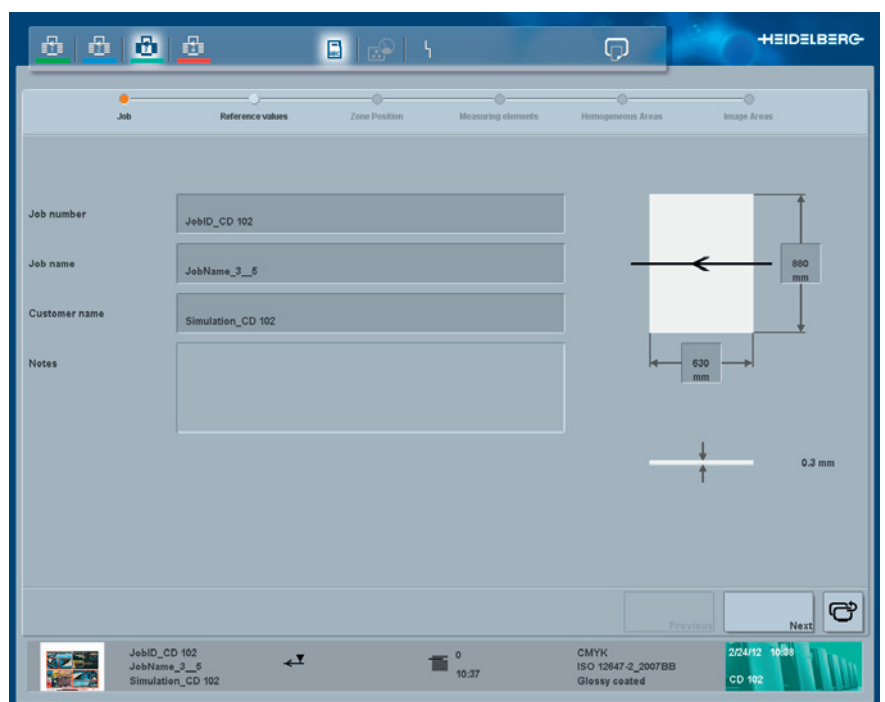 HEIDELBERG
Job
Reference values
Zone Position
Measuring elements
Homogeneous Areas
Image Areas
Job number
JobID_CD 102
Job name
JobName_3__5
Customer name
Simulation_CD 102
Notes
880
mm
630
mm
0.3 mm
Previous
Next
JobID_CD 102
JobName_3__5
Simulation_CD 102
0
10:37
CMYK
ISO 12647-2_2007BB
Glossy coated
2/24/12 10:38
CD 102